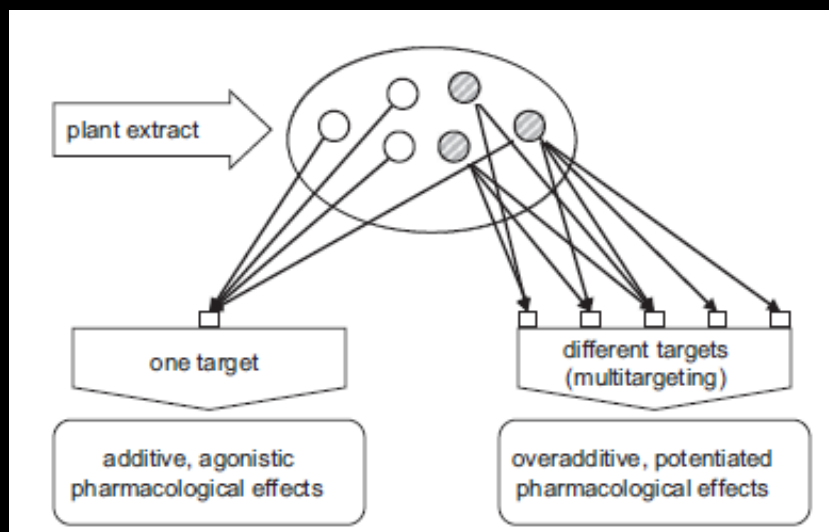 plant extract
one target
different targets
(multitargeting)
additive, agonistic
pharmacological effects
overadditive, potentiated
pharmacological effects